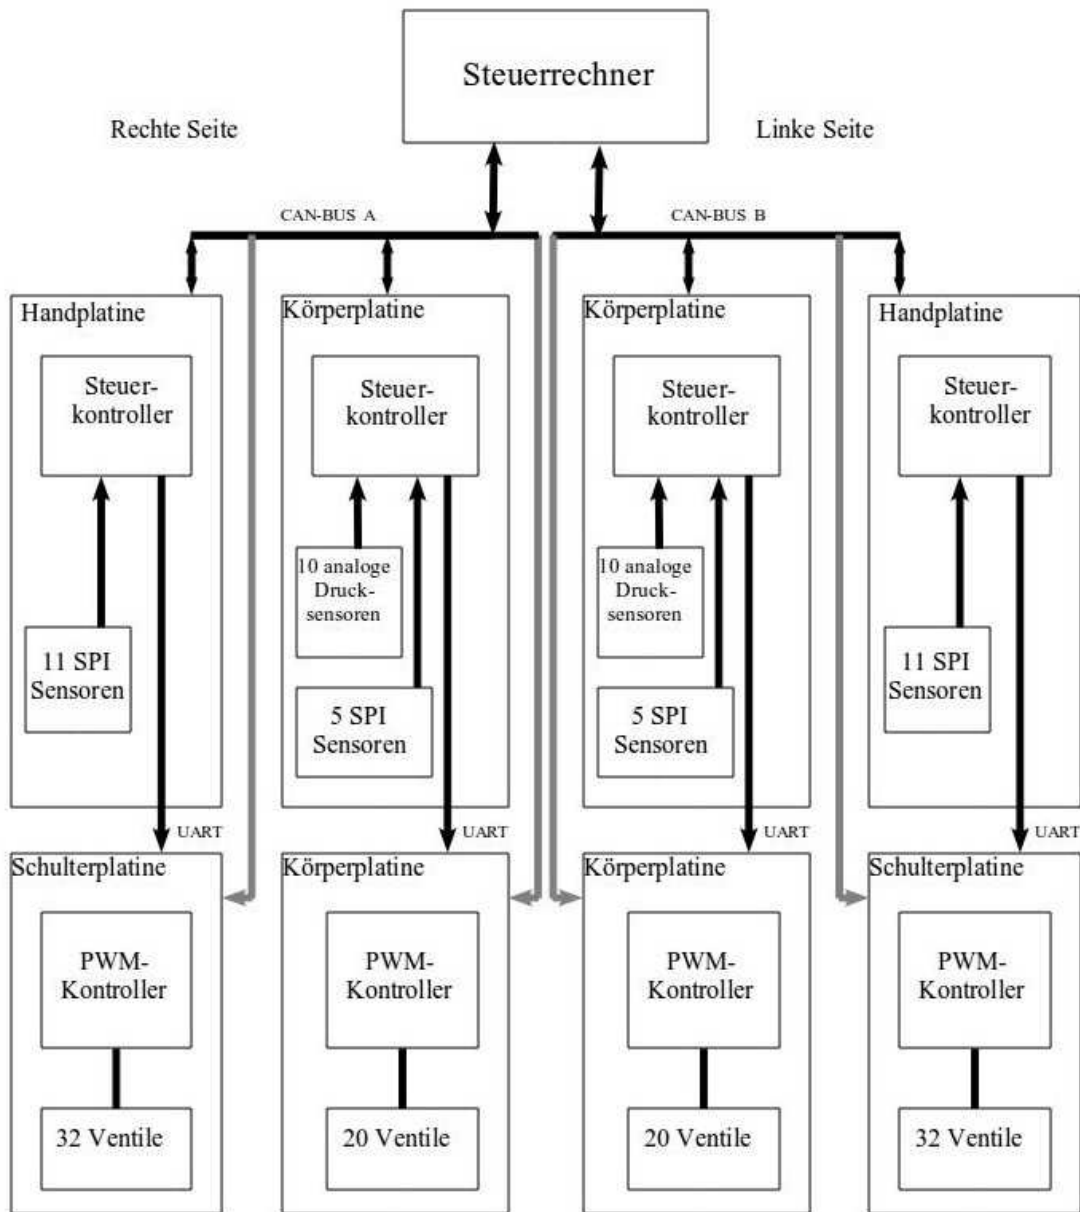 Steuerrechner
Rechte Seite
Linke Seite
CAN-BUS A
CAN-BUS B
Handplatine
Körperplatine
Körperplatine
Handplatine
Steuer-
kontroller
Steuer-
kontroller
Steuer-
kontroller
Steuer-
kontroller
10 analoge
Druck-
sensoren
10 analoge
Druck-
sensoren
11 SPI
Sensoren
5 SPI
Sensoren
5 SPI
Sensoren
11 SPI
Sensoren
UART
UART
UART
UART
Schulterplatine
Körperplatine
Körperplatine
Schulterplatine
PWM-
Kontroller
PWM-
Kontroller
PWM-
Kontroller
PWM-
Kontroller
32 Ventile
20 Ventile
20 Ventile
32 Ventile